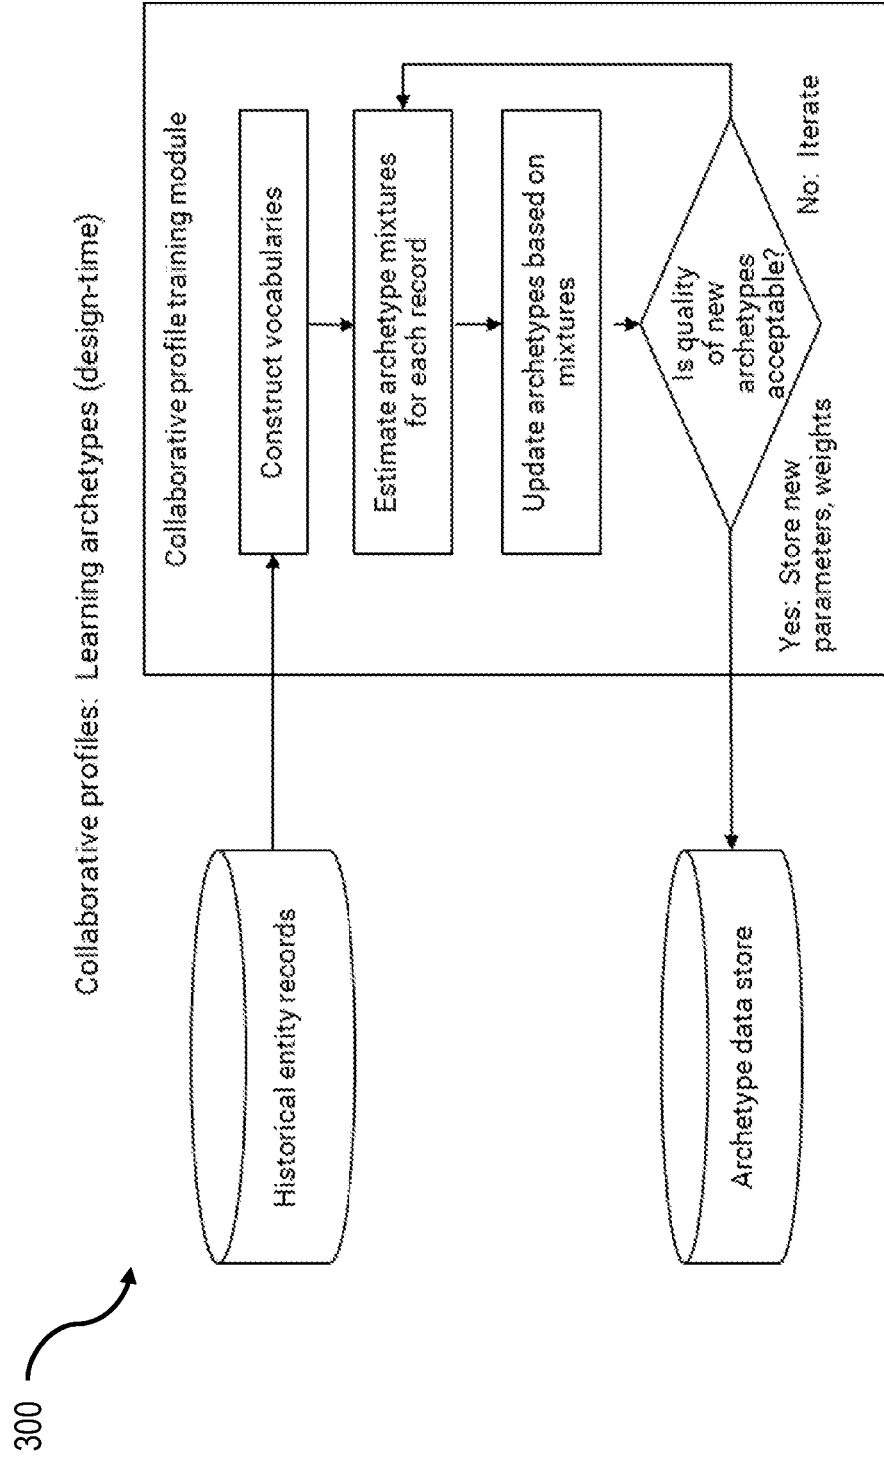 300
Collaborative profiles: Learning archetypes (design-time)
Historical entity records
Archetype data store
Collaborative profile training module
Construct vocabularies
Estimate archetype mixtures
for each record
Update archetypes based on
mixtures
Is quality
of new
archetypes
acceptable?
Yes: Store new
parameters, weights
No: Iterate